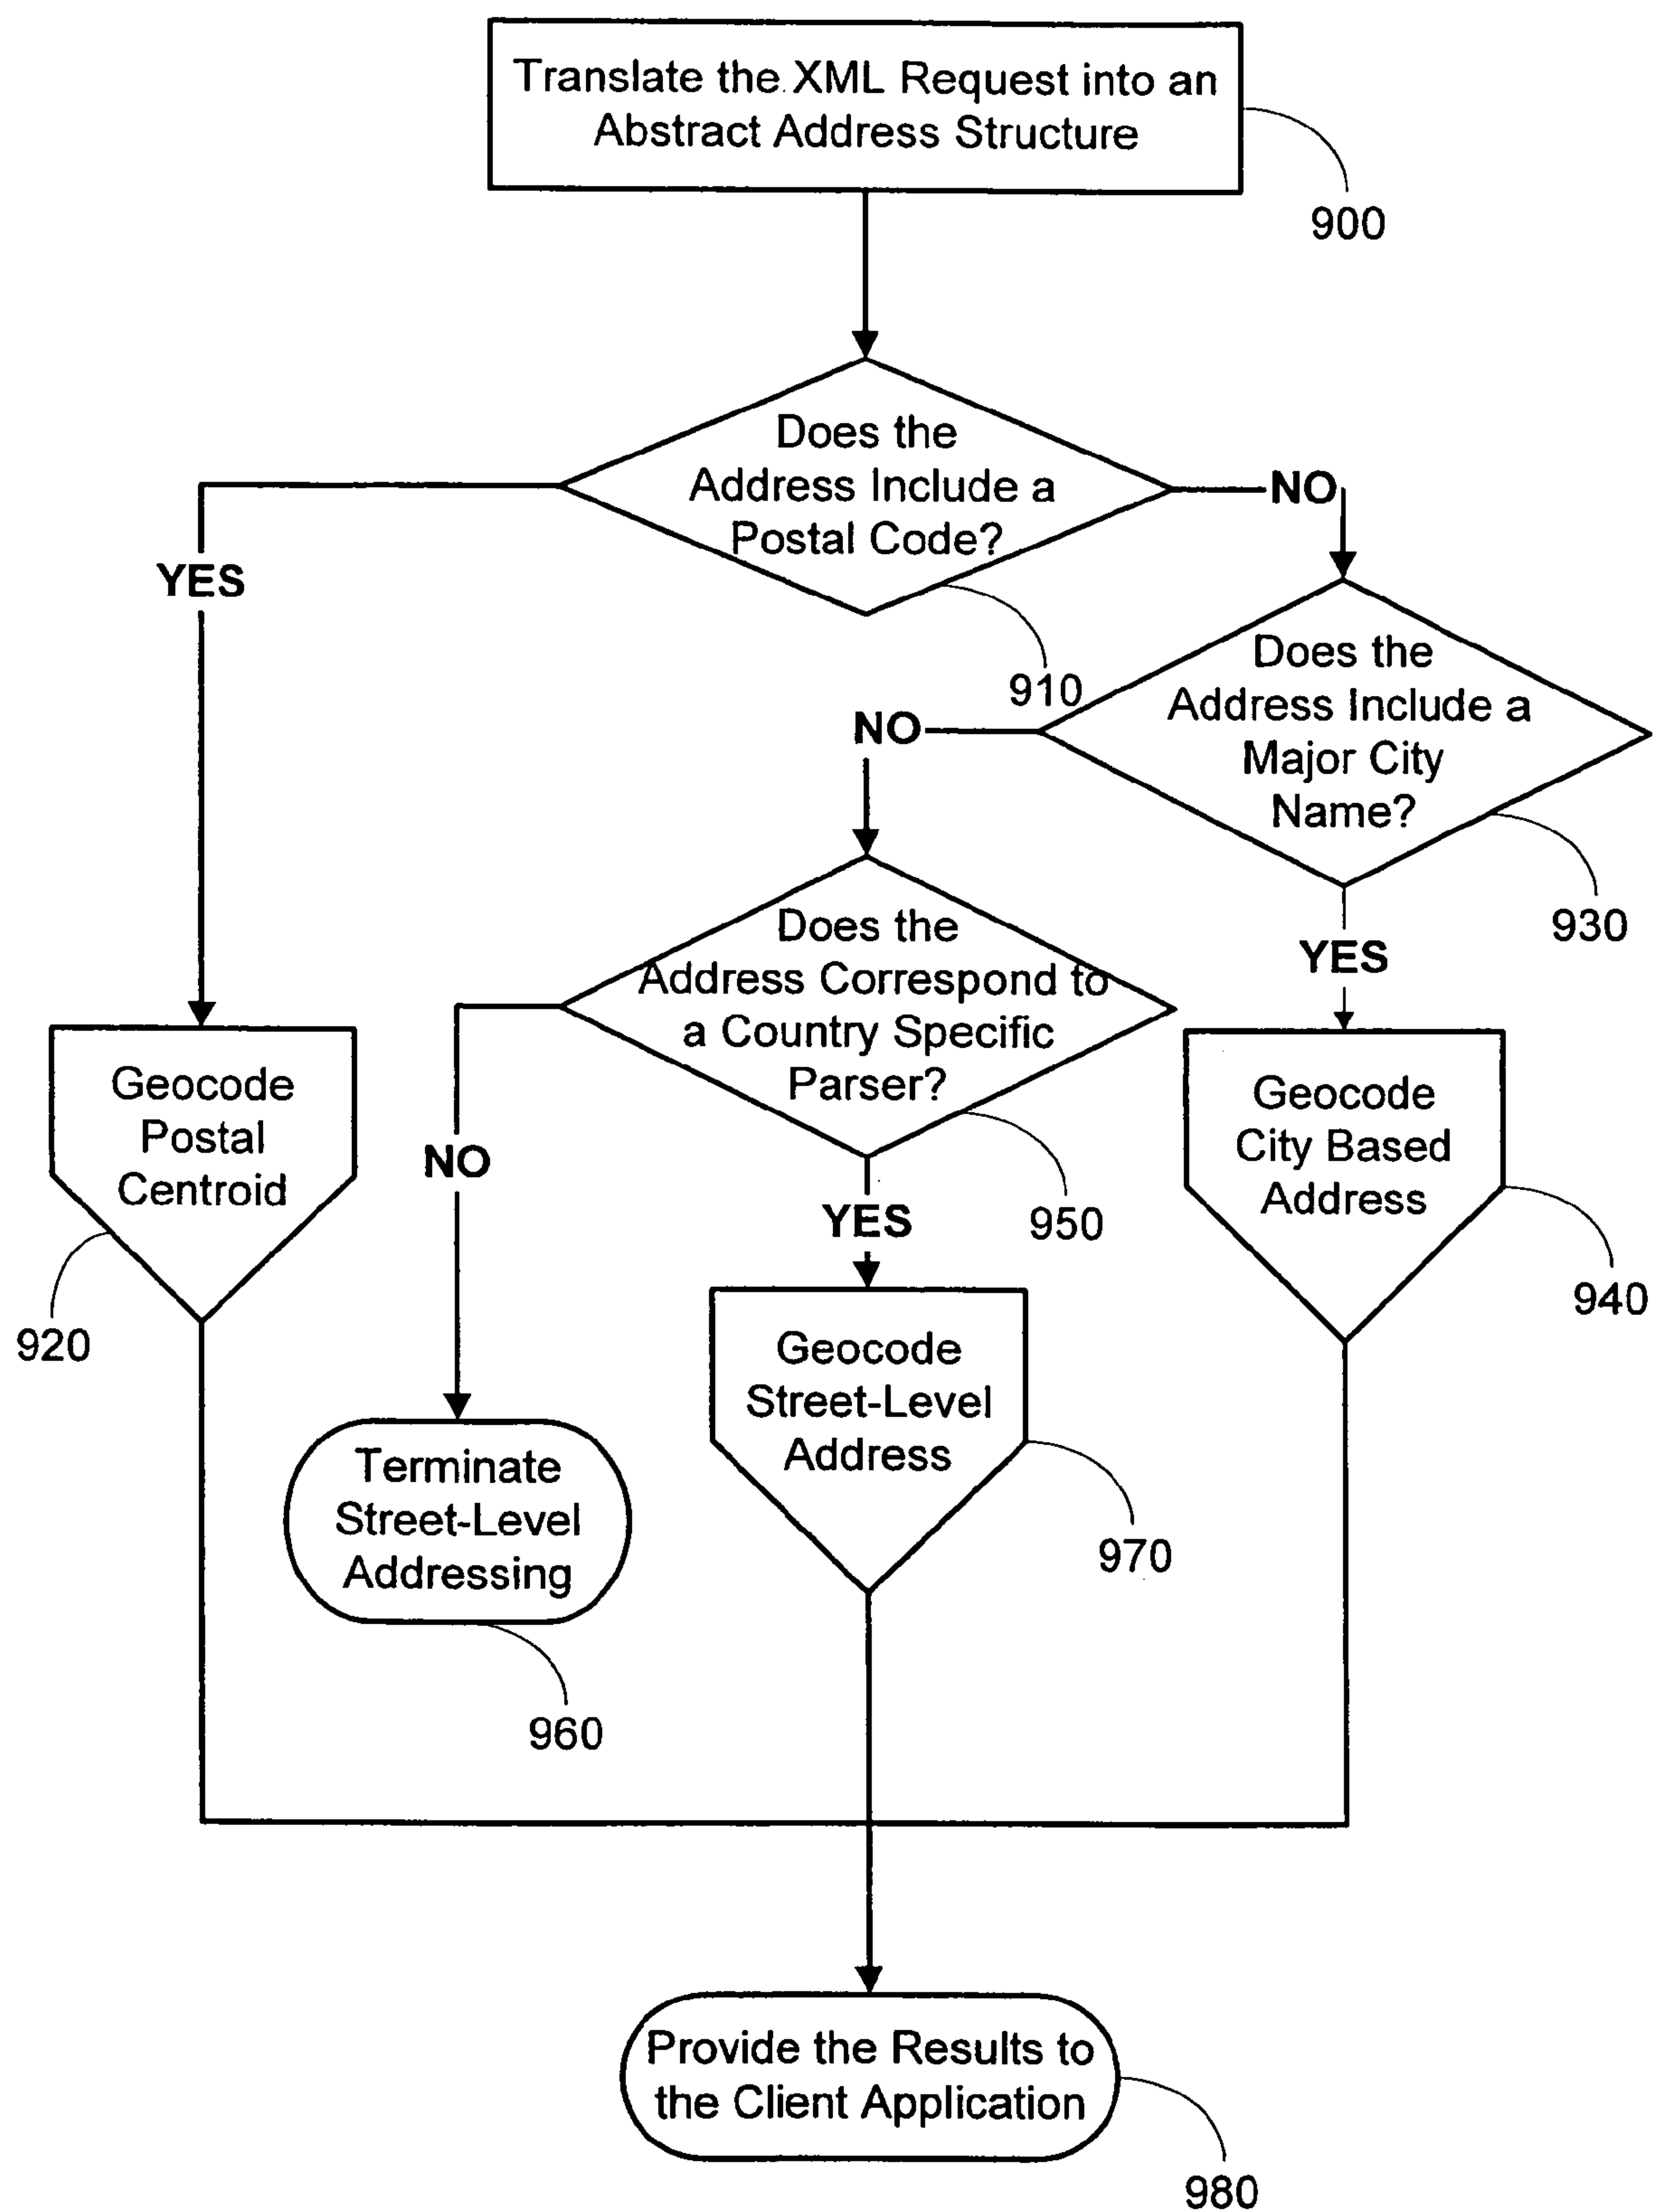 Translate the XML Request into an
Abstract Address Structure
900
Does the
Address Include a
Postal Code?
910
YES
NO
Does the
Address Include a
Major City
Name?
930
NO
YES
Does the
Address Correspond to
a Country Specific
Parser?
950
Geocode
Postal
Centroid
920
NO
YES
Geocode
City Based
Address
940
Terminate
Street-Level
Addressing
960
Geocode
Street-Level
Address
970
Provide the Results to
the Client Application
980